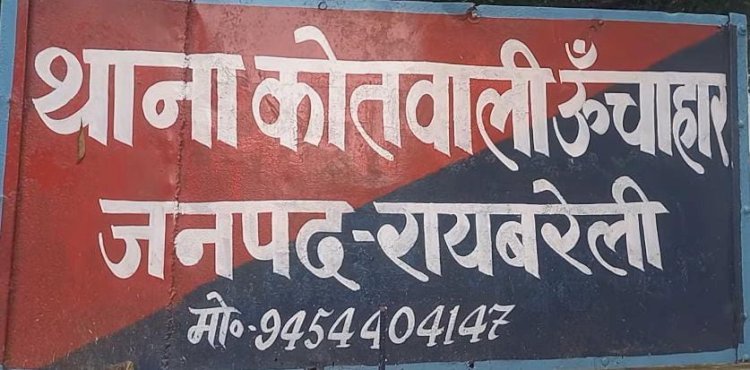 थाना कोतवाली ऊँचाहार
जनपद-रायबरेली
मो०-9454404147